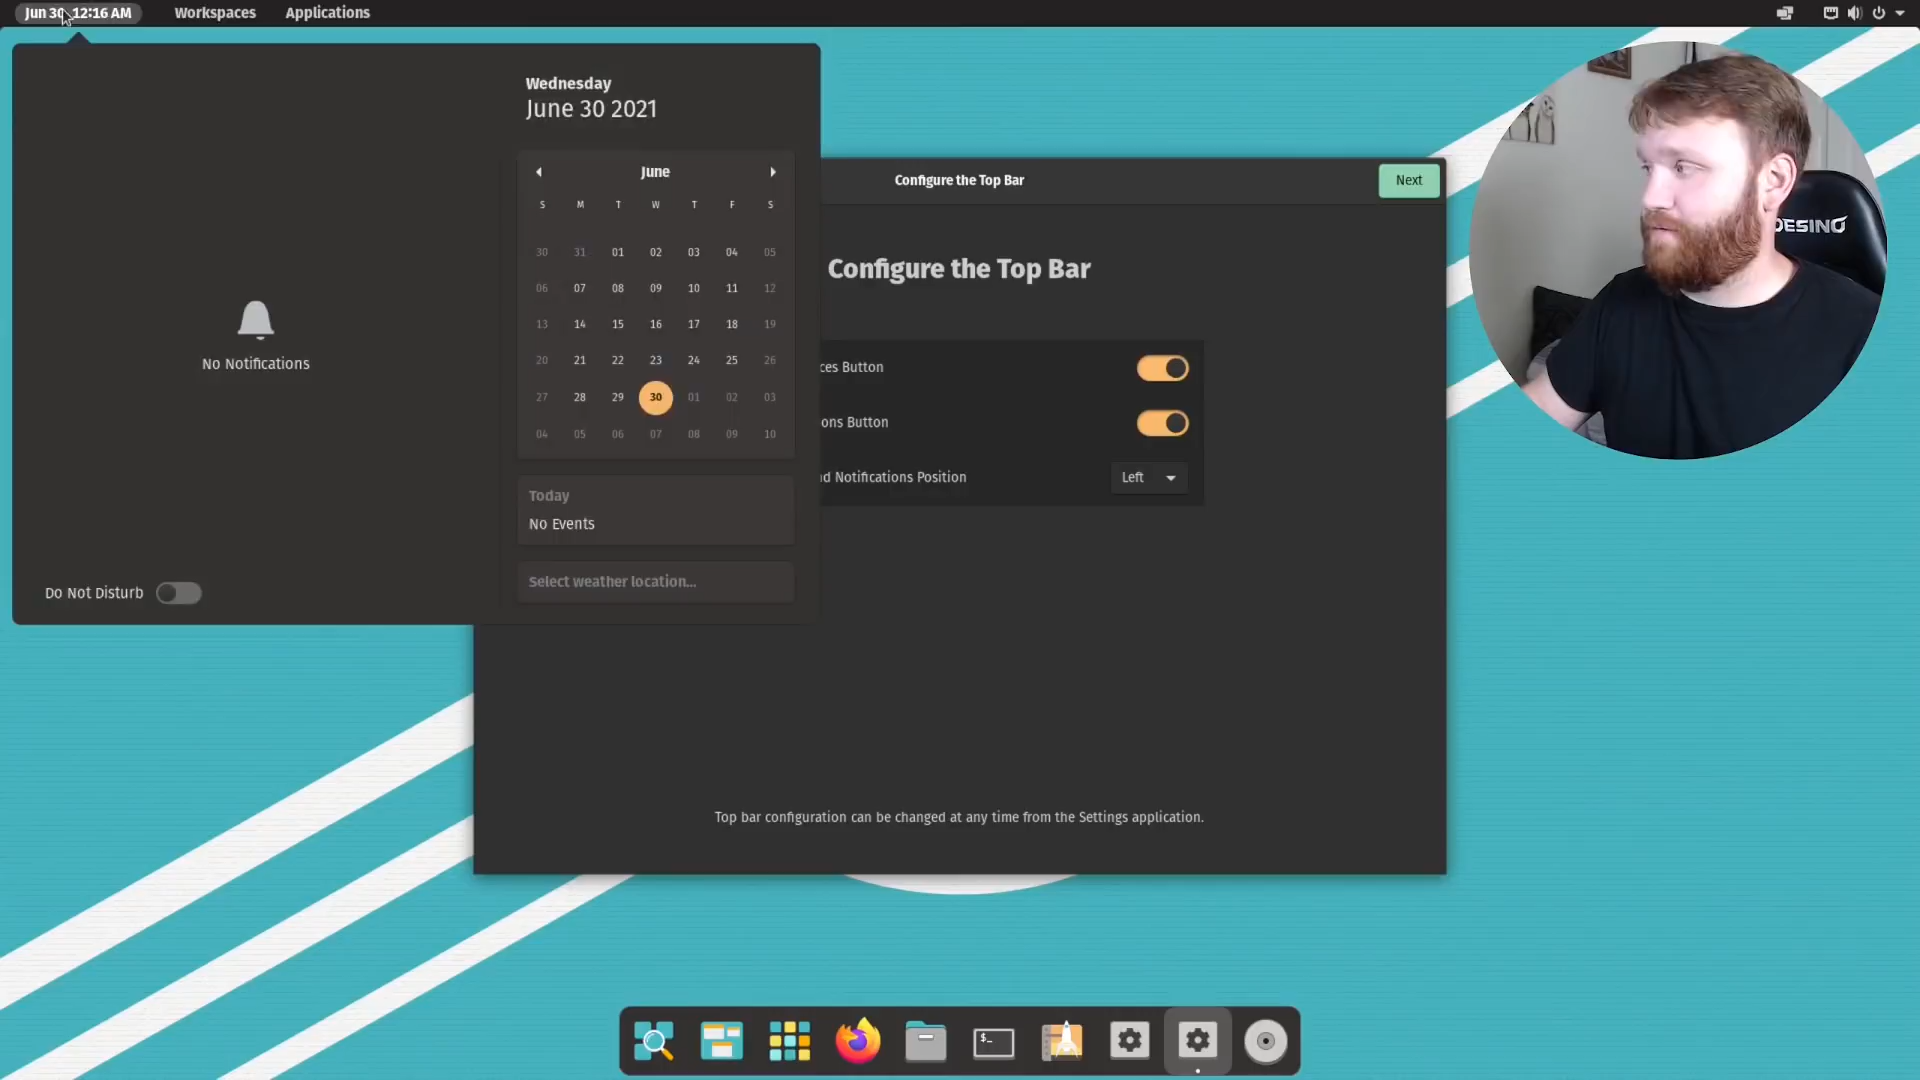 Jun 30 12:16 AM
Workspaces
Applications
Wednesday
June 30 2021
June
S M T W T F S
30 31 01 02 03 04 05
06 07 08 09 10 11 12
13 14 15 16 17 18 19
20 21 22 23 24 25 26
27 28 29 30 01 02 03
04 05 06 07 08 09 10
Today
No Events
Select weather location...
No Notifications
Do Not Disturb
Configure the Top Bar
Next
Configure the Top Bar
ces Button
ons Button
d Notifications Position
Left
Top bar configuration can be changed at any time from the Settings application.
DESINO
$_